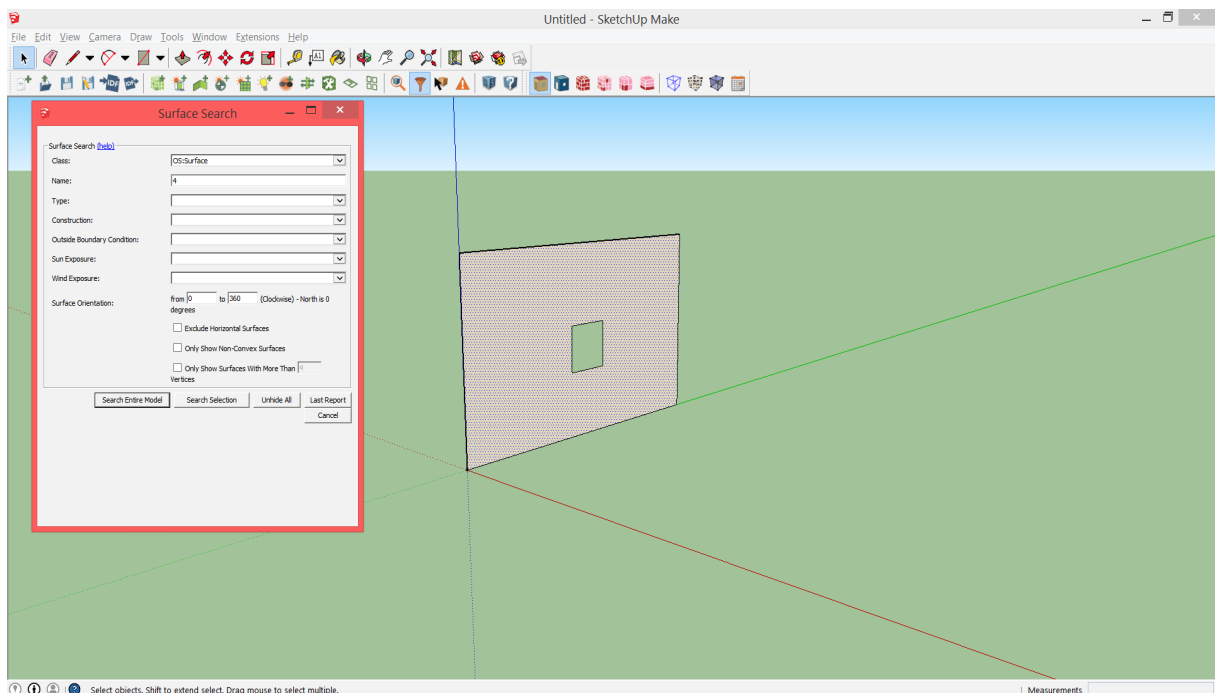 Untitled - SketchUp Make
File Edit View Camera Draw Tools Window Extensions Help
Surface Search
Surface Search (help)
Class: OS:Surface
Name: 4
Type:
Construction:
Outside Boundary Condition:
Sun Exposure:
Wind Exposure:
Surface Orientation: from 0 to 360 (Clockwise) - North is 0
degrees
Exclude Horizontal Surfaces
Only Show Non-Convex Surfaces
Only Show Surfaces With More Than 4
Vertices
Search Entire Model Search Selection Unhide All Last Report
Cancel
Select objects. Shift to extend select. Drag mouse to select multiple. Measurements